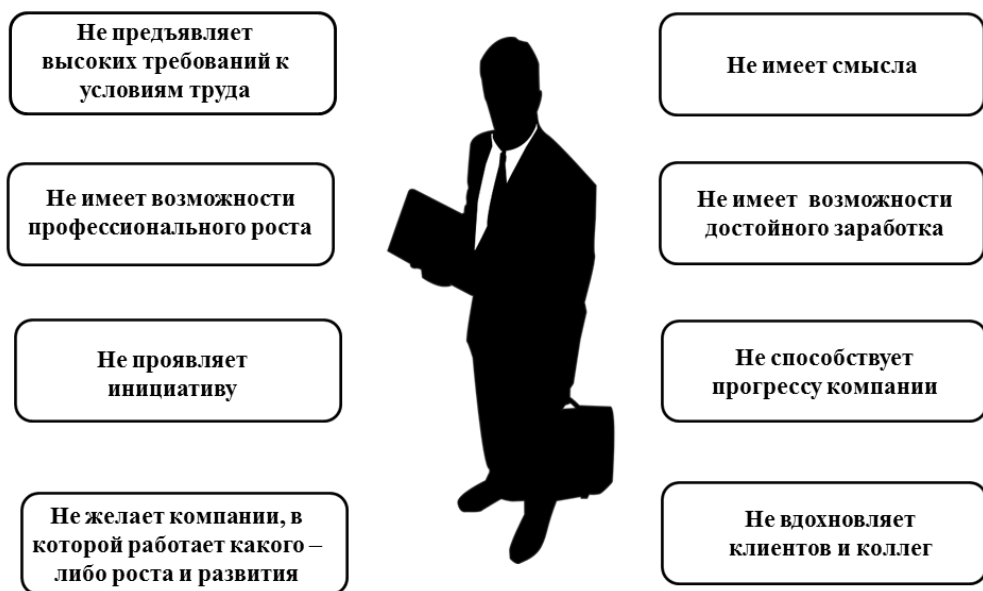 Не предъявляет
высоких требований к
условиям труда
Не имеет смысла
Не имеет возможности
профессионального роста
Не имеет возможности
достойного заработка
Не проявляет
инициативу
Не способствует
прогрессу компании
Не желает компании, в
которой работает какого –
либо роста и развития
Не вдохновляет
клиентов и коллег